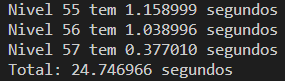 Nivel 55 tem 1.158999 segundos
Nivel 56 tem 1.038996 segundos
Nivel 57 tem 0.377010 segundos
Total: 24.746966 segundos